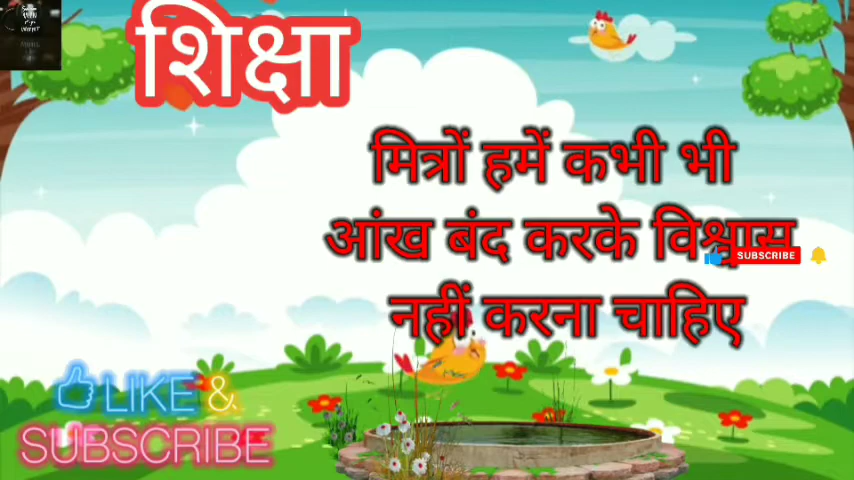 शिक्षा
मित्रों हमें कभी भी
आंख बंद करके विश्वास
SUBSCRIBE
नहीं करना चाहिए
LIKE &
SUBSCRIBE